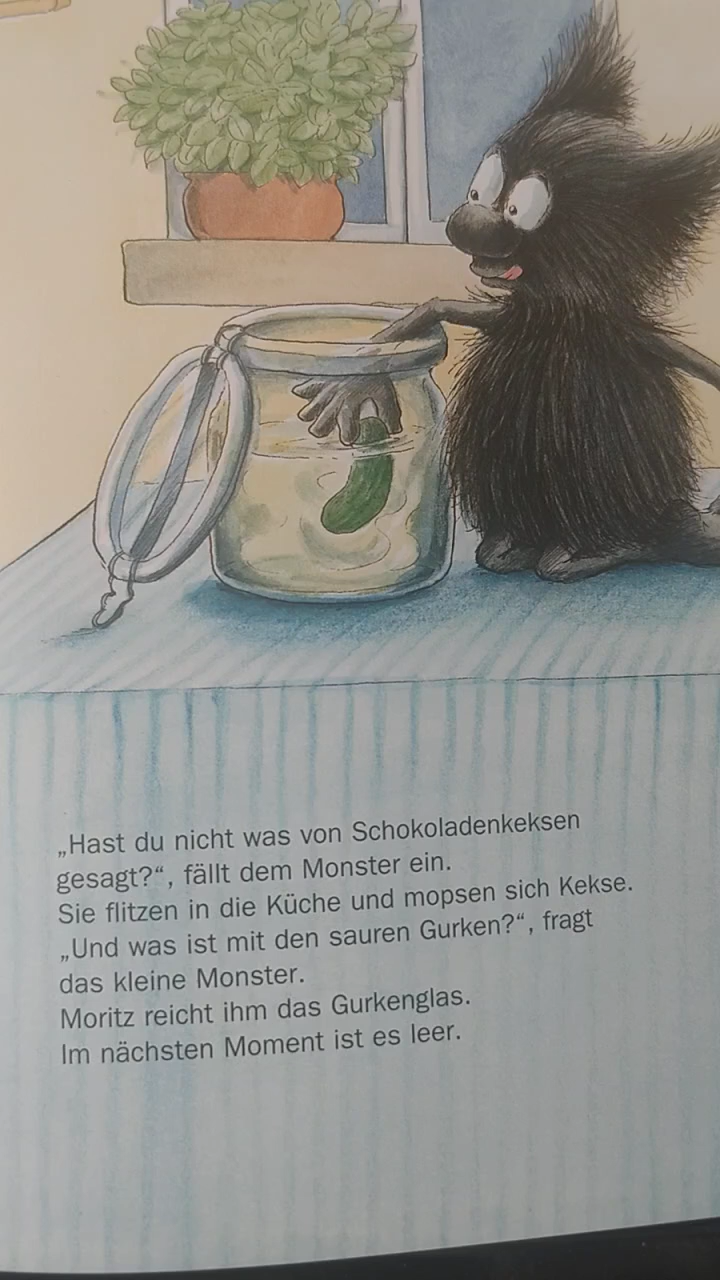 „Hast du nicht was von Schokoladenkeksen
gesagt?“, fällt dem Monster ein.
Sie flitzen in die Küche und mopsen sich Kekse.
„Und was ist mit den sauren Gurken?“, fragt
das kleine Monster.
Moritz reicht ihm das Gurkenglas.
Im nächsten Moment ist es leer.